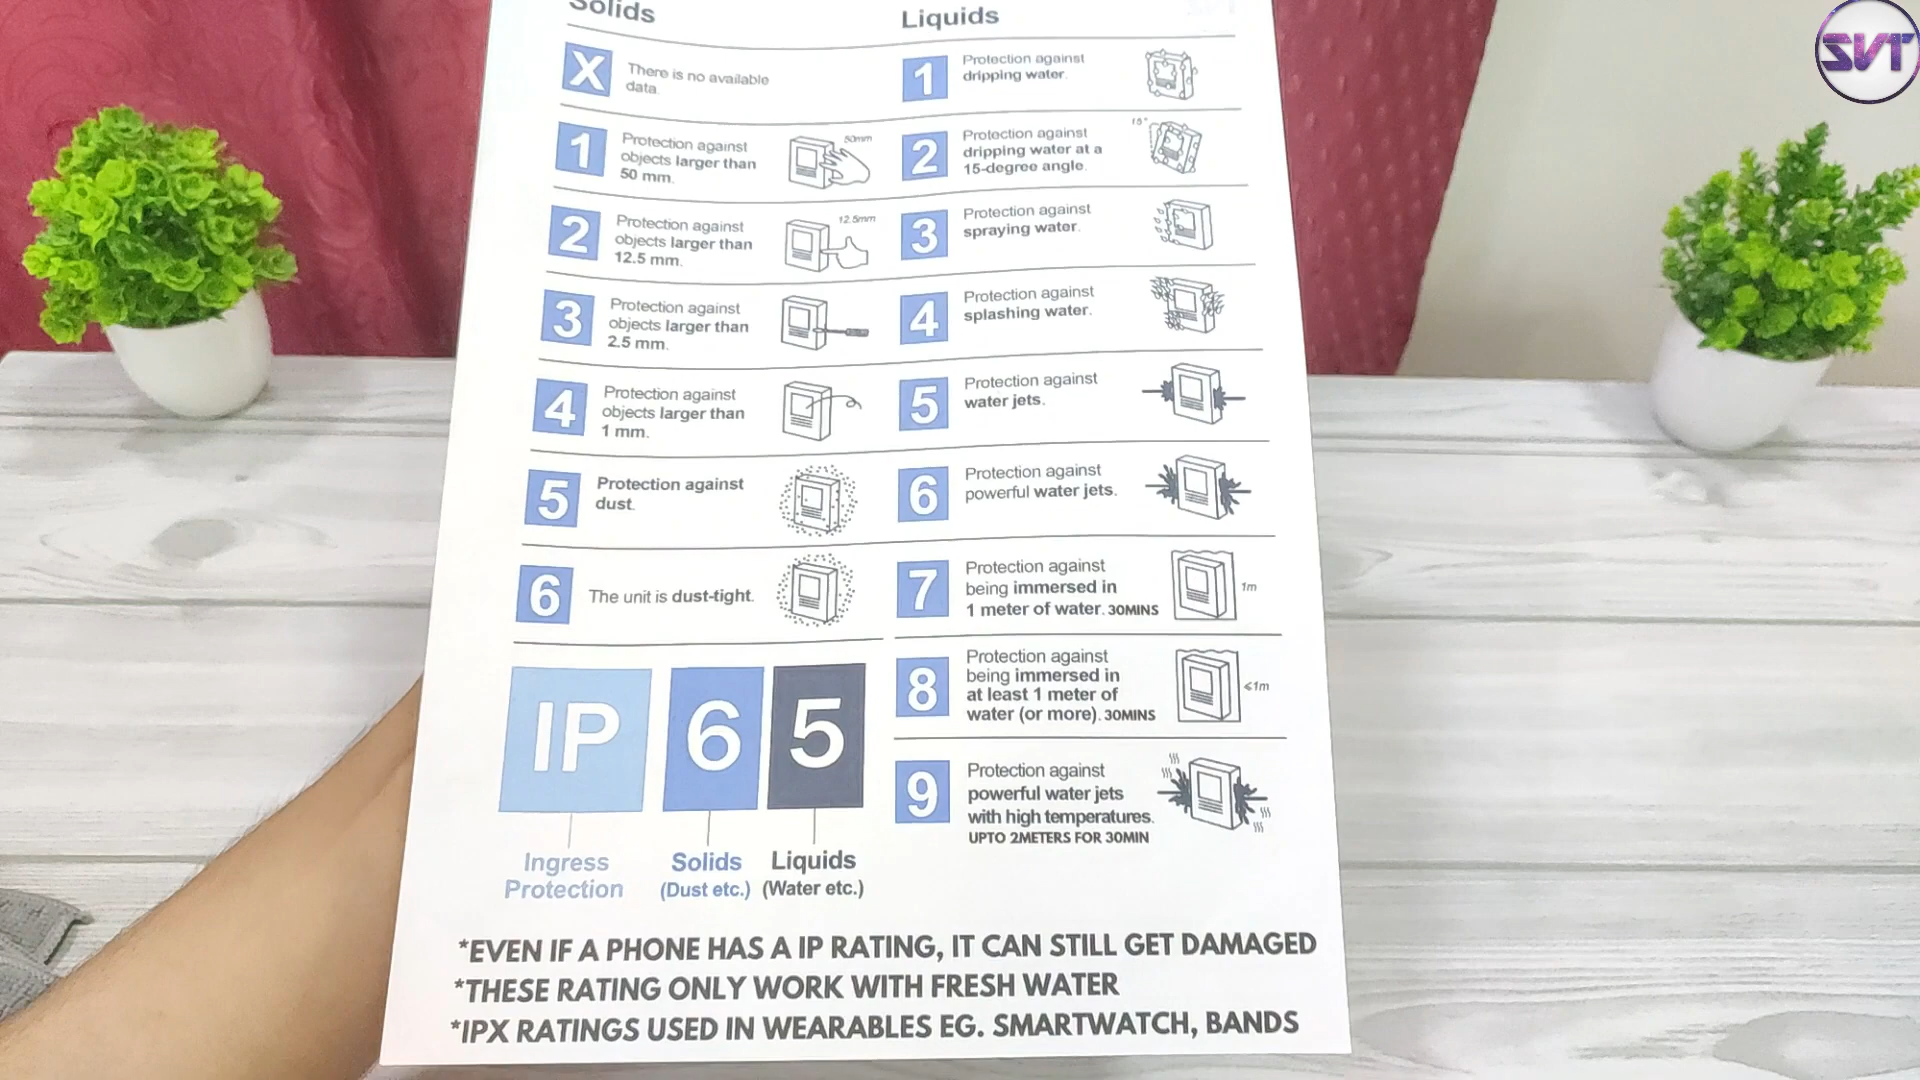 Solids
X
There is no available
data.
1
Protection against
objects larger than
50 mm.
50mm
2
Protection against
objects larger than
12.5 mm.
12.5mm
3
Protection against
objects larger than
2.5 mm.
4
Protection against
objects larger than
1 mm.
5
Protection against
dust.
6
The unit is dust-tight.
Liquids
1
Protection against
dripping water.
2
Protection against
dripping water at a
15-degree angle.
15°
3
Protection against
spraying water.
4
Protection against
splashing water.
5
Protection against
water jets.
6
Protection against
powerful water jets.
7
Protection against
being immersed in
1 meter of water. 30MINS
1m
8
Protection against
being immersed in
at least 1 meter of
water (or more). 30MINS
⩽1m
9
Protection against
powerful water jets
with high temperatures.
UPTO 2METERS FOR 30MIN
IP 6 5
Ingress
Protection
Solids
(Dust etc.)
Liquids
(Water etc.)
*EVEN IF A PHONE HAS A IP RATING, IT CAN STILL GET DAMAGED
*THESE RATING ONLY WORK WITH FRESH WATER
*IPX RATINGS USED IN WEARABLES EG. SMARTWATCH, BANDS
SVT